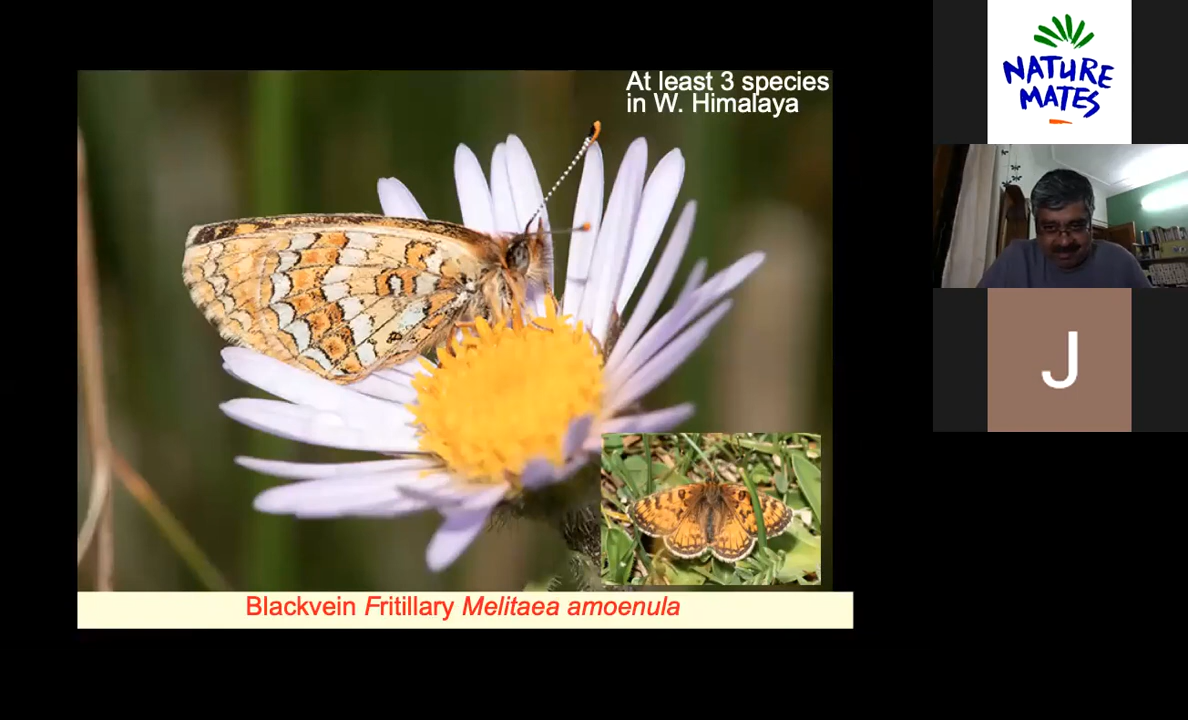 At least 3 species
in W. Himalaya
NATURE
MATES
J
Blackvein Fritillary Melitaea amoenula